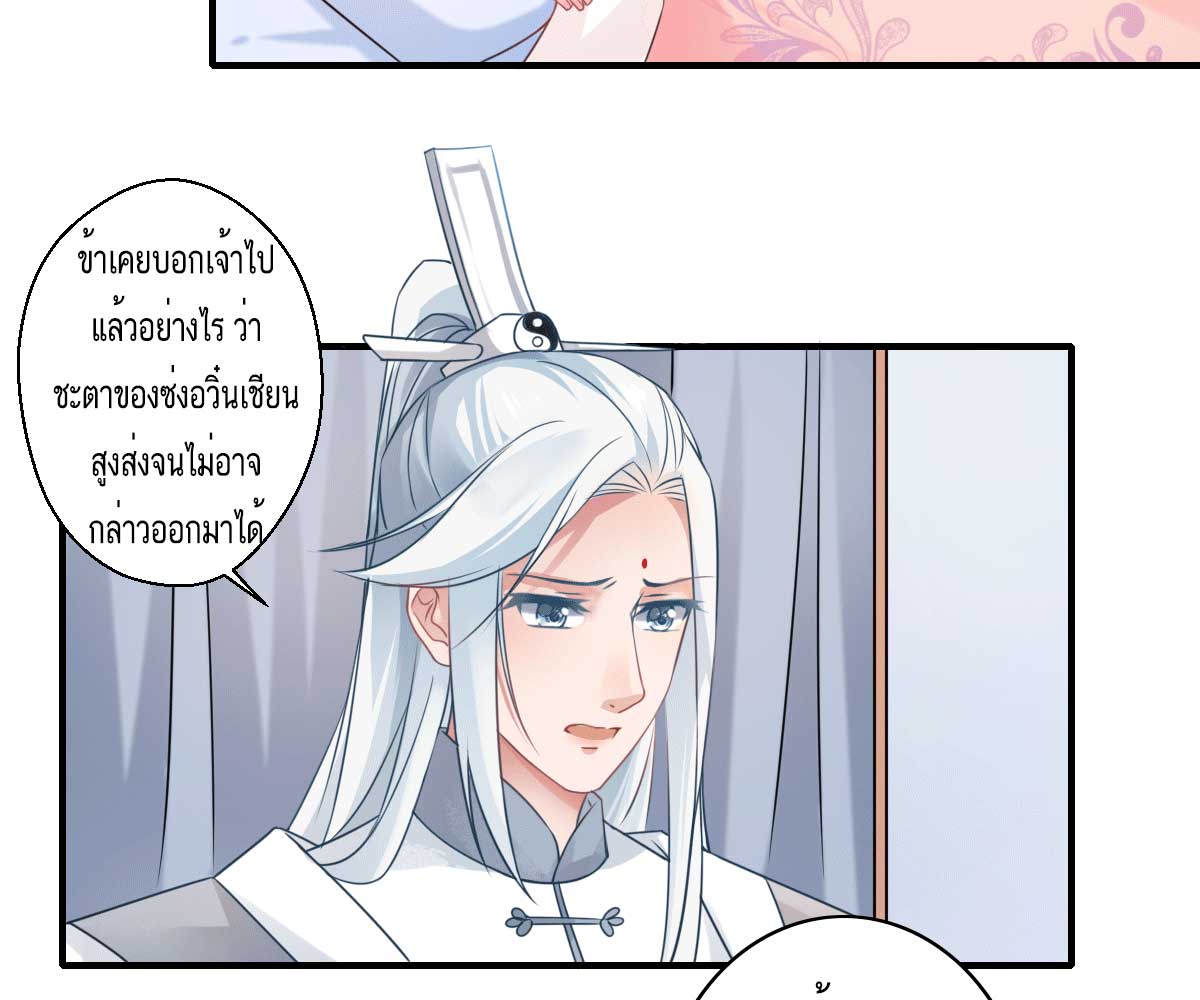 ข้าเคยบอกเจ้าไป
แล้วอย่างไร ว่า
ชะตาของซ่งอวิ๋นเชียน
สูงส่งจนไม่อาจ
กล่าวออกมาได้